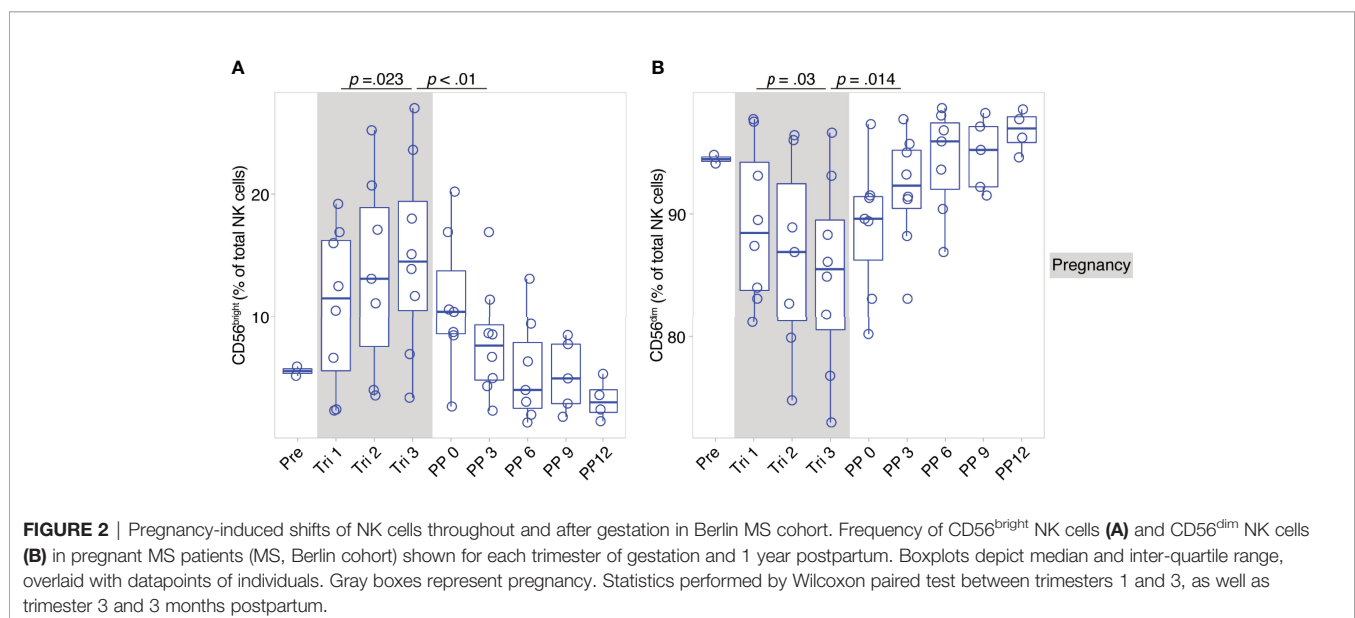 A
B
p =.023
p < .01
p = .03
p = .014
CD56bright (% of total NK cells)
20
10
Pre
Tri 1
Tri 2
Tri 3
PP 0
PP 3
PP 6
PP 9
PP12
CD56dim (% of total NK cells)
90
80
Pre
Tri 1
Tri 2
Tri 3
PP 0
PP 3
PP 6
PP 9
PP12
Pregnancy
FIGURE 2 | Pregnancy-induced shifts of NK cells throughout and after gestation in Berlin MS cohort. Frequency of CD56bright NK cells (A) and CD56dim NK cells
(B) in pregnant MS patients (MS, Berlin cohort) shown for each trimester of gestation and 1 year postpartum. Boxplots depict median and inter-quartile range,
overlaid with datapoints of individuals. Gray boxes represent pregnancy. Statistics performed by Wilcoxon paired test between trimesters 1 and 3, as well as
trimester 3 and 3 months postpartum.